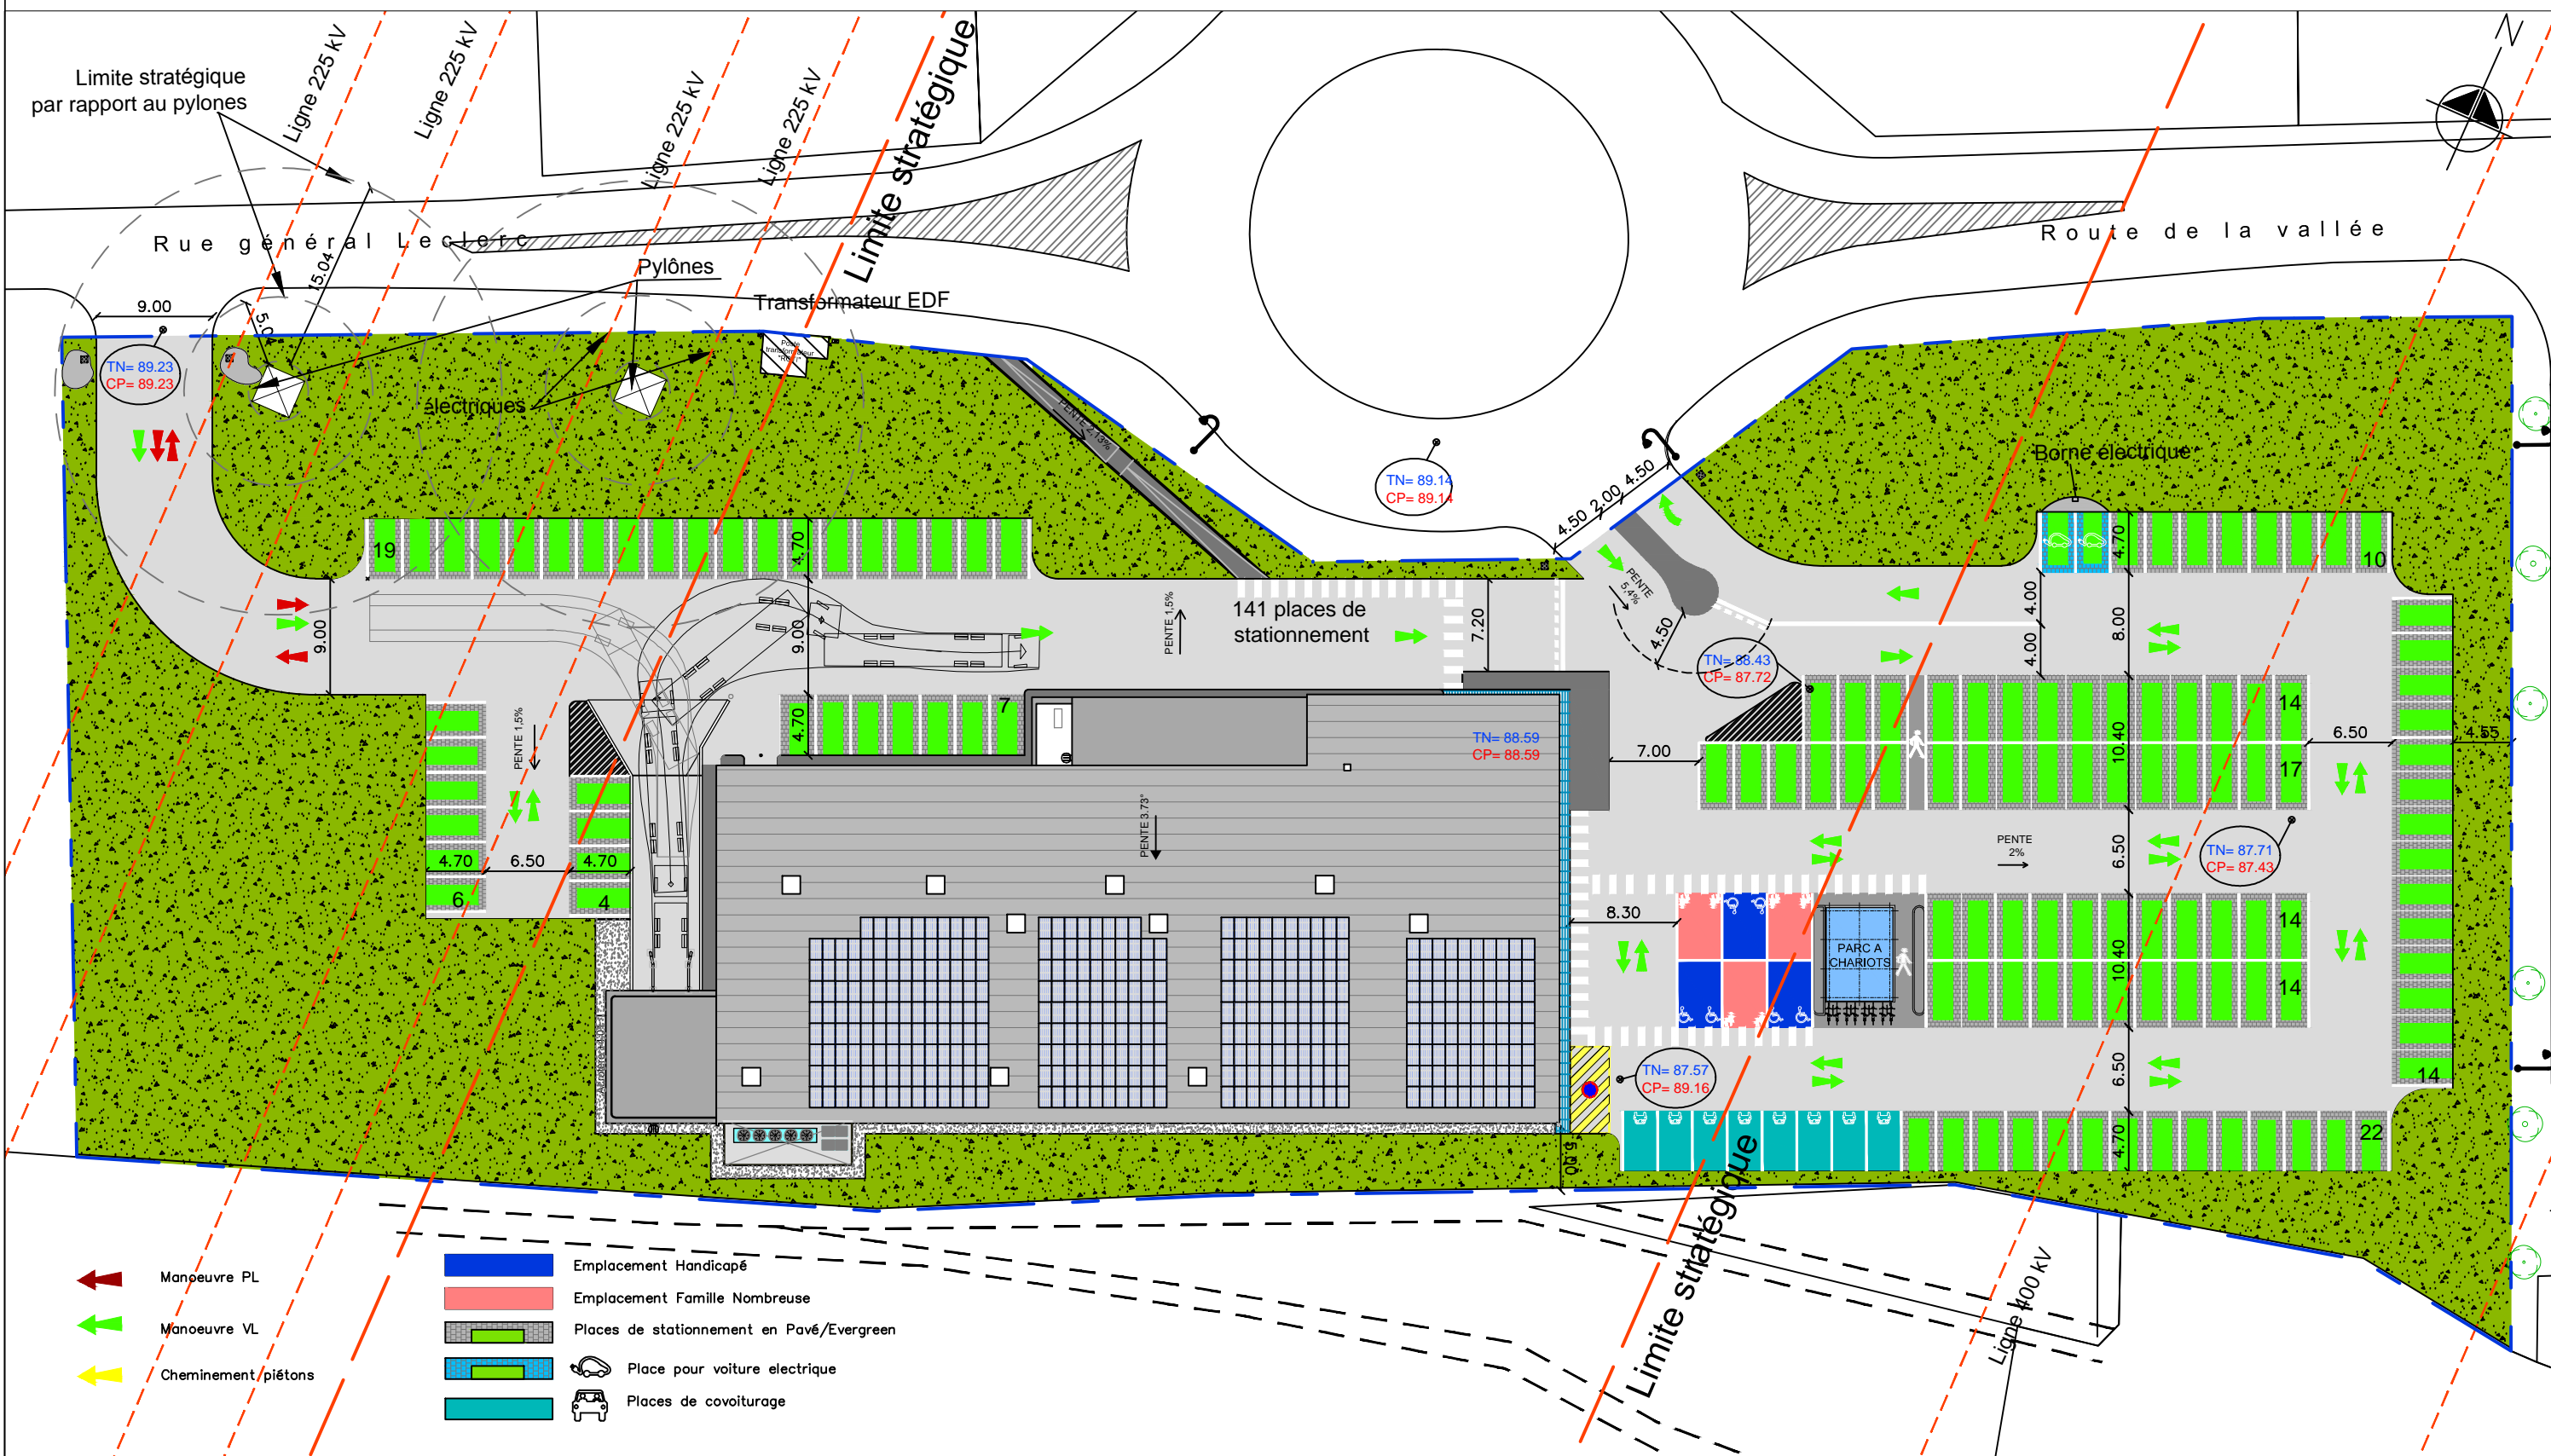 Limite stratégique
par rapport au pylones
Ligne 225 kV
Ligne 225 kV
Ligne 225 kV
Ligne 225 kV
Limite stratégique
N
Rue général Leclerc
Route de la vallée
15.04
Pylônes
Transformateur EDF
9.00
TN= 89.23
CP= 89.23
Poste
transformateur
électriques
PENTE 2,13%
TN= 89.14
CP= 89.14
4.50
2.00
4.50
Borne électrique
19
4.70
4.70
10
PENTE
5,4%
4.50
141 places de
stationnement
PENTE 1,5%
7.20
9.00
9.00
4.00
4.00
8.00
TN= 88.43
CP= 87.72
PENTE 1,5%
4.70
7
TN= 88.59
CP= 88.59
7.00
14
10.40
17
6.50
4.55
PENTE 3.73°
4.70
6.50
4.70
6
4
PENTE
2%
6.50
TN= 87.71
CP= 87.43
8.30
PARC A
CHARIOTS
14
10.40
14
TN= 87.57
CP= 89.16
6.50
14
4.70
22
Limite stratégique
Ligne 400 kV
Manoeuvre PL
Manoeuvre VL
Cheminement piétons
Emplacement Handicapé
Emplacement Famille Nombreuse
Places de stationnement en Pavé/Evergreen
Place pour voiture electrique
Places de covoiturage